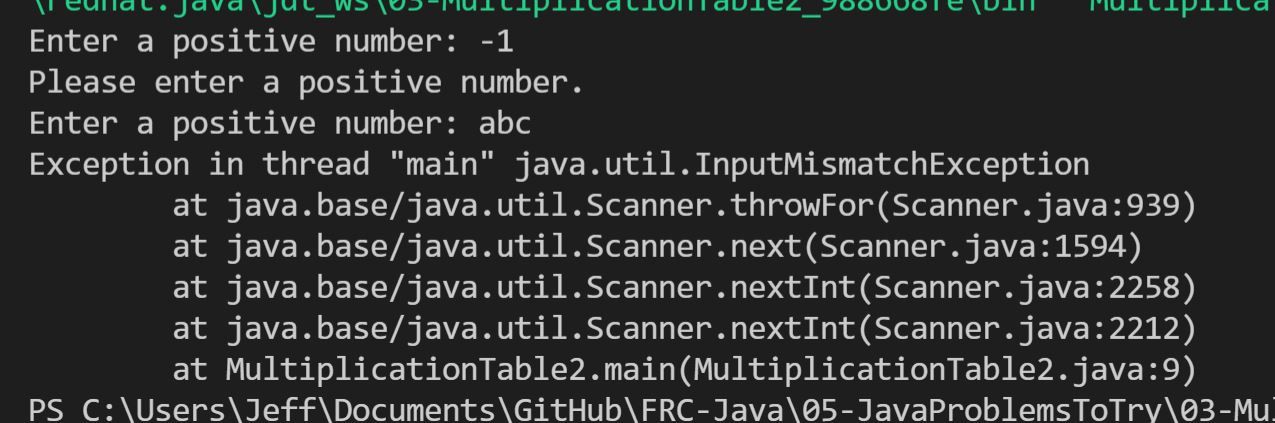 \redhat.java\jdt_ws\03-MultiplicationTable2_988668fe\bin' 'Multiplica
Enter a positive number: -1
Please enter a positive number.
Enter a positive number: abc
Exception in thread "main" java.util.InputMismatchException
        at java.base/java.util.Scanner.throwFor(Scanner.java:939)
        at java.base/java.util.Scanner.next(Scanner.java:1594)
        at java.base/java.util.Scanner.nextInt(Scanner.java:2258)
        at java.base/java.util.Scanner.nextInt(Scanner.java:2212)
        at MultiplicationTable2.main(MultiplicationTable2.java:9)
PS C:\Users\Jeff\Documents\GitHub\FRC-Java\05-JavaProblemsToTry\03-Mul